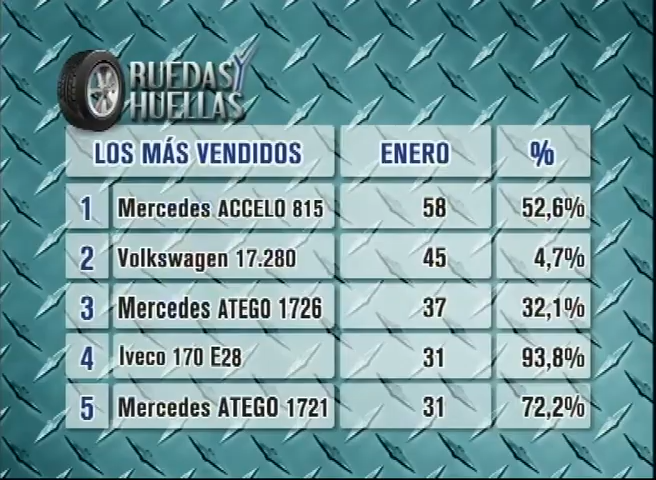 RUEDAS Y
HUELLAS
LOS MÁS VENDIDOS ENERO %
1 Mercedes ACCELO 815 58 52,6%
2 Volkswagen 17.280 45 4,7%
3 Mercedes ATEGO 1726 37 32,1%
4 Iveco 170 E28 31 93,8%
5 Mercedes ATEGO 1721 31 72,2%